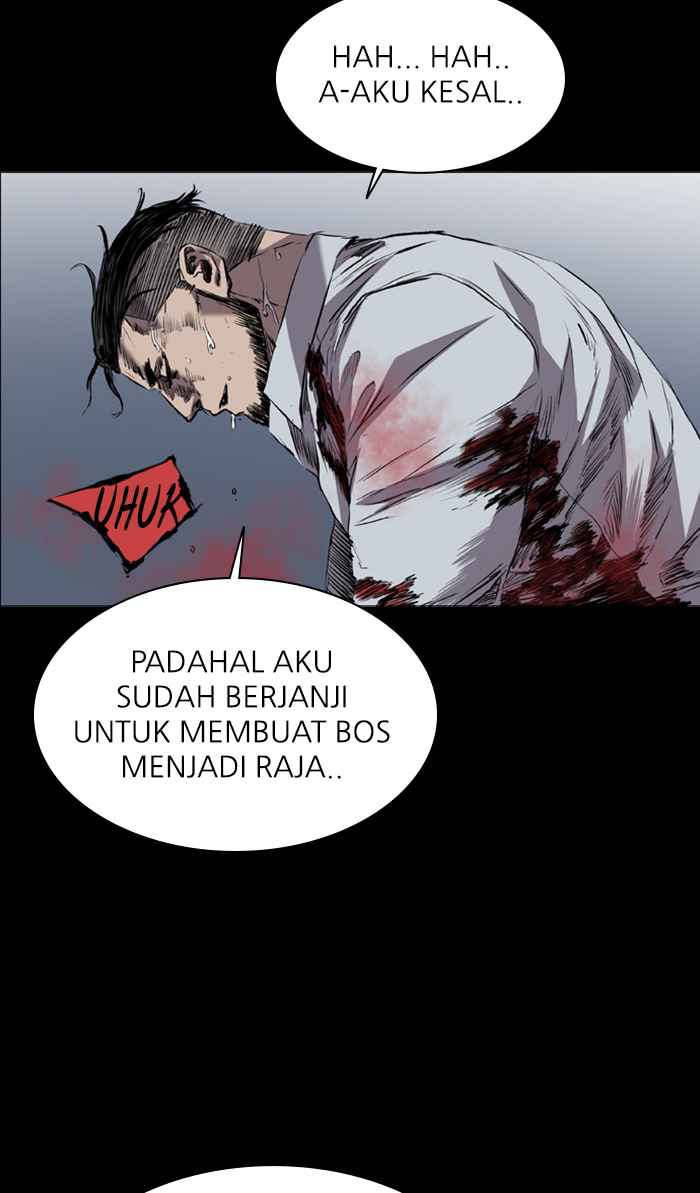 HAH... HAH..
A-AKU KESAL..
UHUK
PADAHAL AKU
SUDAH BERJANJI
UNTUK MEMBUAT BOS
MENJADI RAJA..